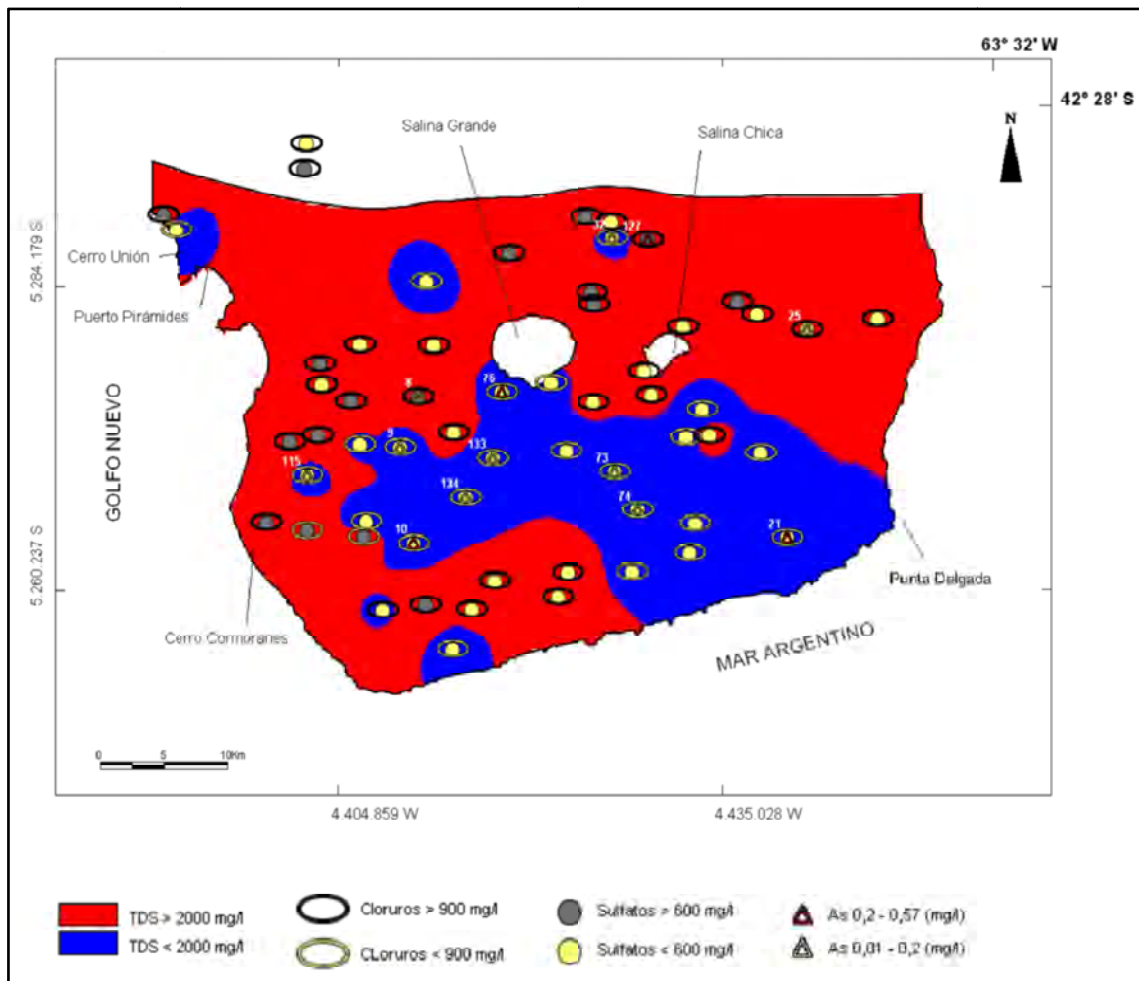 63° 32' W
42° 28' S
N
Salina Grande
Salina Chica
5 284.179 S
Cerro Unión
Puerto Pirámides
37 127
25
8
76
GOLFO NUEVO
9
133
73
115
134
74
10
21
5 260.237 S
Punta Delgada
Cerro Cormoranes
MAR ARGENTINO
0 5 10Km
4 404.859 W
4 435.028 W
TDS > 2000 mg/l
TDS < 2000 mg/l
Cloruros > 900 mg/l
CLoruros < 900 mg/l
Sulfatos > 600 mg/l
Sulfatos < 600 mg/l
As 0,2 - 0,57 (mg/l)
As 0,01 - 0,2 (mg/l)